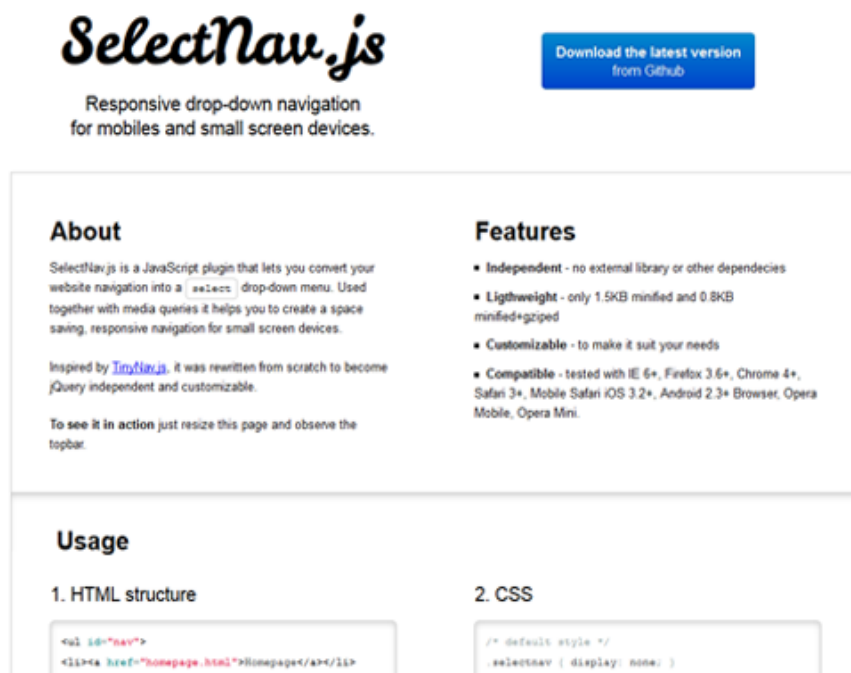 SelectNav.js
Download the latest version
from Github
Responsive drop-down navigation
for mobiles and small screen devices.
About
SelectNav.js is a JavaScript plugin that lets you convert your
website navigation into a select drop-down menu. Used
together with media queries it helps you to create a space
saving, responsive navigation for small screen devices.
Inspired by TinyNav.js, it was rewritten from scratch to become
jQuery independent and customizable.
To see it in action just resize this page and observe the
topbar.
Features
▪ Independent - no external library or other dependecies
▪ Ligthweight - only 1.5KB minified and 0.8KB
minified+gziped
▪ Customizable - to make it suit your needs
▪ Compatible - tested with IE 6+, Firefox 3.6+, Chrome 4+,
Safari 3+, Mobile Safari iOS 3.2+, Android 2.3+ Browser, Opera
Mobile, Opera Mini.
Usage
1. HTML structure
<ul id="nav">
<li><a href="homepage.html">Homepage</a></li>
2. CSS
/* default style */
.selectnav { display: none; }